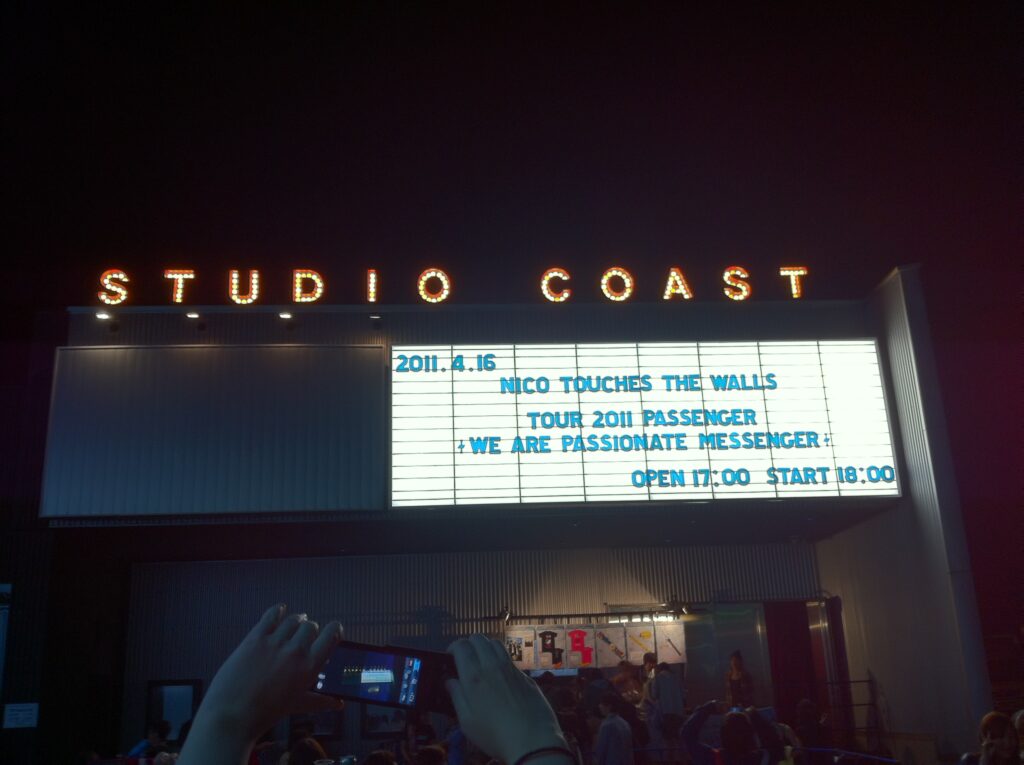 STUDIO COAST
2011.4.16
NICO TOUCHES THE WALLS
TOUR 2011 PASSENGER
WE ARE PASSIONATE MESSENGER
OPEN 17:00 START 18:00